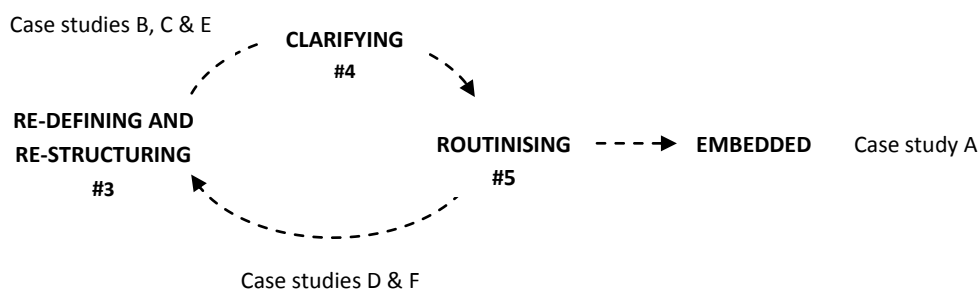 Case studies B, C & E
CLARIFYING
#4
RE-DEFINING AND
RE-STRUCTURING
#3
ROUTINISING
#5
EMBEDDED
Case study A
Case studies D & F